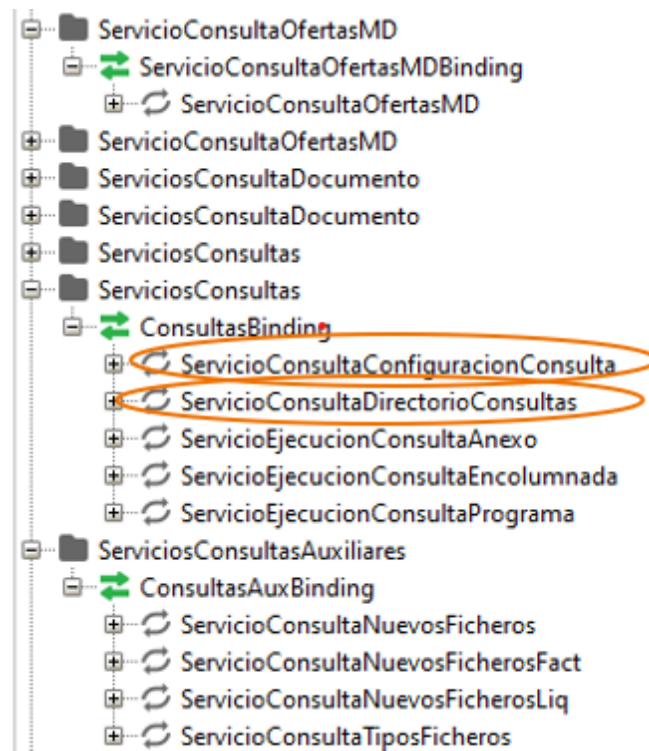 ServicioConsultaOfertasMD
ServicioConsultaOfertasMDBinding
ServicioConsultaOfertasMD
ServicioConsultaOfertasMD
ServiciosConsultaDocumento
ServiciosConsultaDocumento
ServiciosConsultas
ServiciosConsultas
ConsultasBinding
ServicioConsultaConfiguracionConsulta
ServicioConsultaDirectorioConsultas
ServicioEjecucionConsultaAnexo
ServicioEjecucionConsultaEncolumnada
ServicioEjecucionConsultaPrograma
ServiciosConsultasAuxiliares
ConsultasAuxBinding
ServicioConsultaNuevosFicheros
ServicioConsultaNuevosFicherosFact
ServicioConsultaNuevosFicherosLiq
ServicioConsultaTiposFicheros